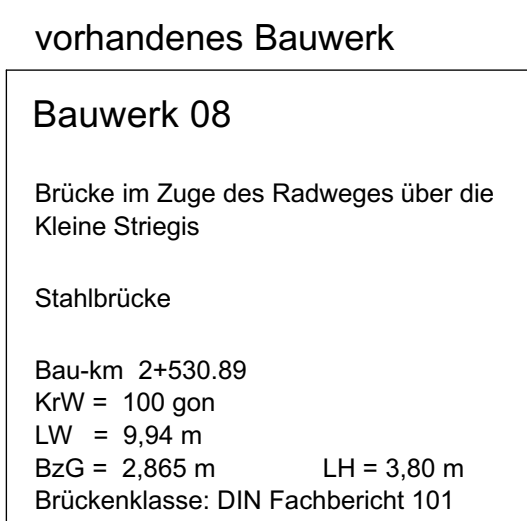 vorhandenes Bauwerk
Bauwerk 08
Brücke im Zuge des Radweges über die
Kleine Striegis
Stahlbrücke
Bau-km 2+530.89
KrW = 100 gon
LW = 9,94 m
BzG = 2,865 m LH = 3,80 m
Brückenklasse: DIN Fachbericht 101